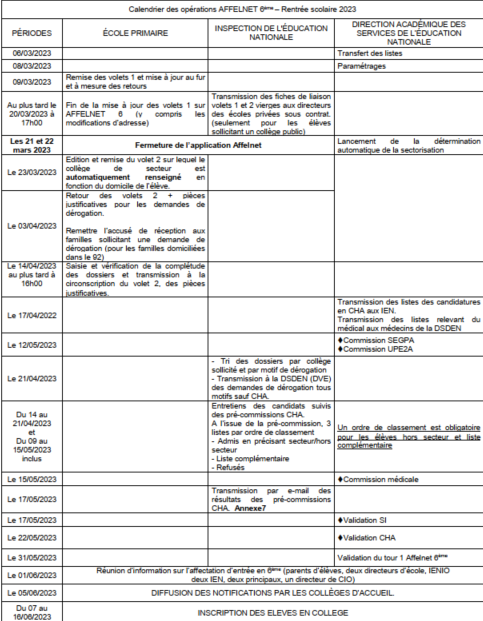 Calendrier des opérations AFFELNET 6ème – Rentrée scolaire 2023
PÉRIODES
ÉCOLE PRIMAIRE
INSPECTION DE L'ÉDUCATION
NATIONALE
DIRECTION ACADÉMIQUE DES
SERVICES DE L'ÉDUCATION
NATIONALE
06/03/2023
Transfert des listes
08/03/2023
Paramétrages
09/03/2023
Remise des volets 1 et mise à jour au fur
et à mesure des retours
Au plus tard le
20/03/2023 à
17h00
Fin de la mise à jour des volets 1 sur
AFFELNET 6 (y compris les
modifications d'adresse)
Transmission des fiches de liaison
volets 1 et 2 vierges aux directeurs
des écoles privées sous contrat.
(seulement pour les élèves
sollicitant un collège public)
Les 21 et 22
mars 2023
Fermeture de l'application Affelnet
Lancement de la détermination
automatique de la sectorisation
Le 23/03/2023
Edition et remise du volet 2 sur lequel le
collège de secteur est
automatiquement renseigné en
fonction du domicile de l'élève.
Le 03/04/2023
Retour des volets 2 + pièces
justificatives pour les demandes de
dérogation.
Remettre l'accusé de réception aux
familles sollicitant une demande de
dérogation (pour les familles domiciliées
dans le 92)
Le 14/04/2023
au plus tard à
16h00
Saisie et vérification de la complétude
des dossiers et transmission à la
circonscription du volet 2, des pièces
justificatives.
Le 17/04/2022
Transmission des listes des candidatures
en CHA aux IEN.
Transmission des listes relevant du
médical aux médecins de la DSDEN
Le 12/05/2023
♦Commission SEGPA
♦Commission UPE2A
Le 21/04/2023
- Tri des dossiers par collège
sollicité et par motif de dérogation
- Transmission à la DSDEN (DVE)
des demandes de dérogation tous
motifs sauf CHA.
Du 14 au
21/04/2023
et
Du 09 au
15/05/2023
inclus
Entretiens des candidats suivis
des pré-commissions CHA.
A l'issue de la pré-commission, 3
listes par ordre de classement
- Admis en précisant secteur/hors
secteur
- Liste complémentaire
- Refusés
Un ordre de classement est obligatoire
pour les élèves hors secteur et liste
complémentaire
Le 15/05/2023
♦Commission médicale
Le 17/05/2023
Transmission par e-mail des
résultats des pré-commissions
CHA. Annexe7
Le 17/05/2023
♦Validation SI
Le 22/05/2023
♦Validation CHA
Le 31/05/2023
Validation du tour 1 Affelnet 6ème
Le 01/06/2023
Réunion d'information sur l'affectation d'entrée en 6ème (parents d'élèves, deux directeurs d'école, IENIO
deux IEN, deux principaux, un directeur de CIO)
Le 05/06/2023
DIFFUSION DES NOTIFICATIONS PAR LES COLLÈGES D'ACCUEIL.
Du 07 au
16/06/2023
INSCRIPTION DES ELEVES EN COLLEGE